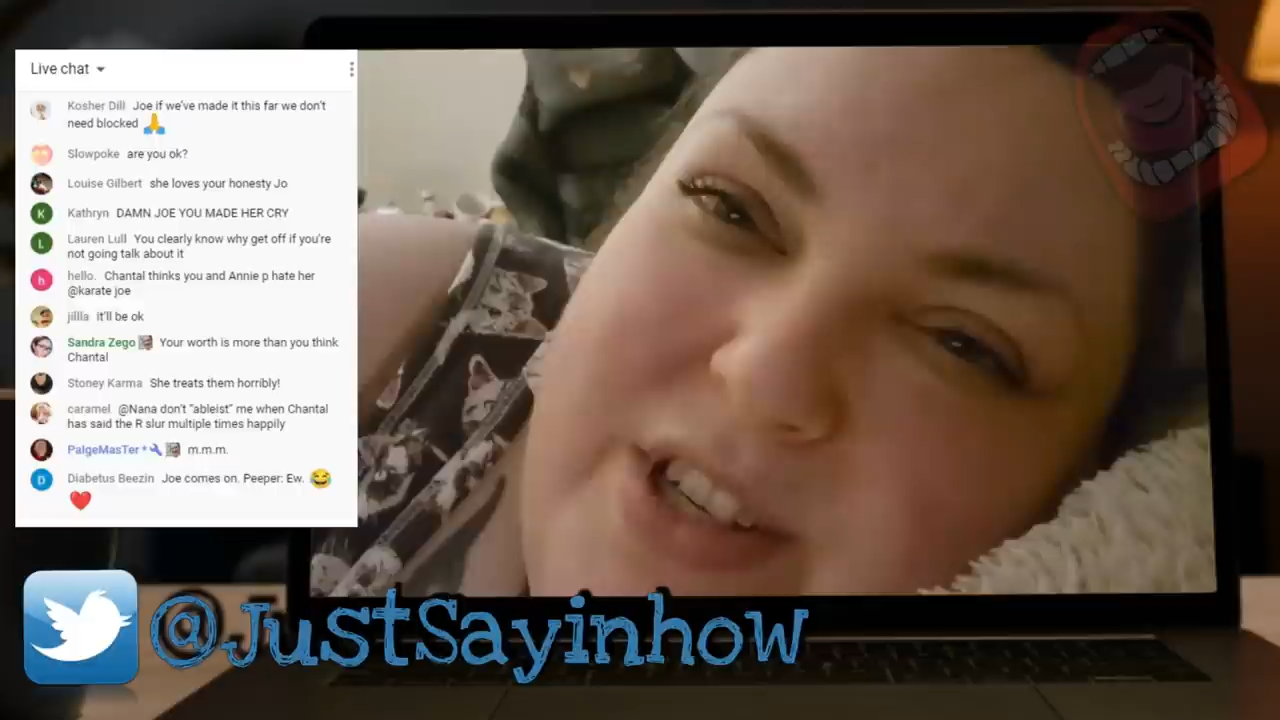 Live chat
Kosher Dill Joe if we've made it this far we don't
need blocked 🙏
Slowpoke are you ok?
Louise Gilbert she loves your honesty Jo
Kathryn DAMN JOE YOU MADE HER CRY
Lauren Lull You clearly know why get off if you're
not going talk about it
hello. Chantal thinks you and Annie p hate her
@karate joe
jillla it'll be ok
Sandra Zego Your worth is more than you think
Chantal
Stoney Karma She treats them horribly!
caramel @Nana don't "ableist" me when Chantal
has said the R slur multiple times happily
PaIgeMasTer * m.m.m.
Diabetus Beezin Joe comes on. Peeper: Ew. 😂
❤️
K
L
h
D
@JustSayinhow